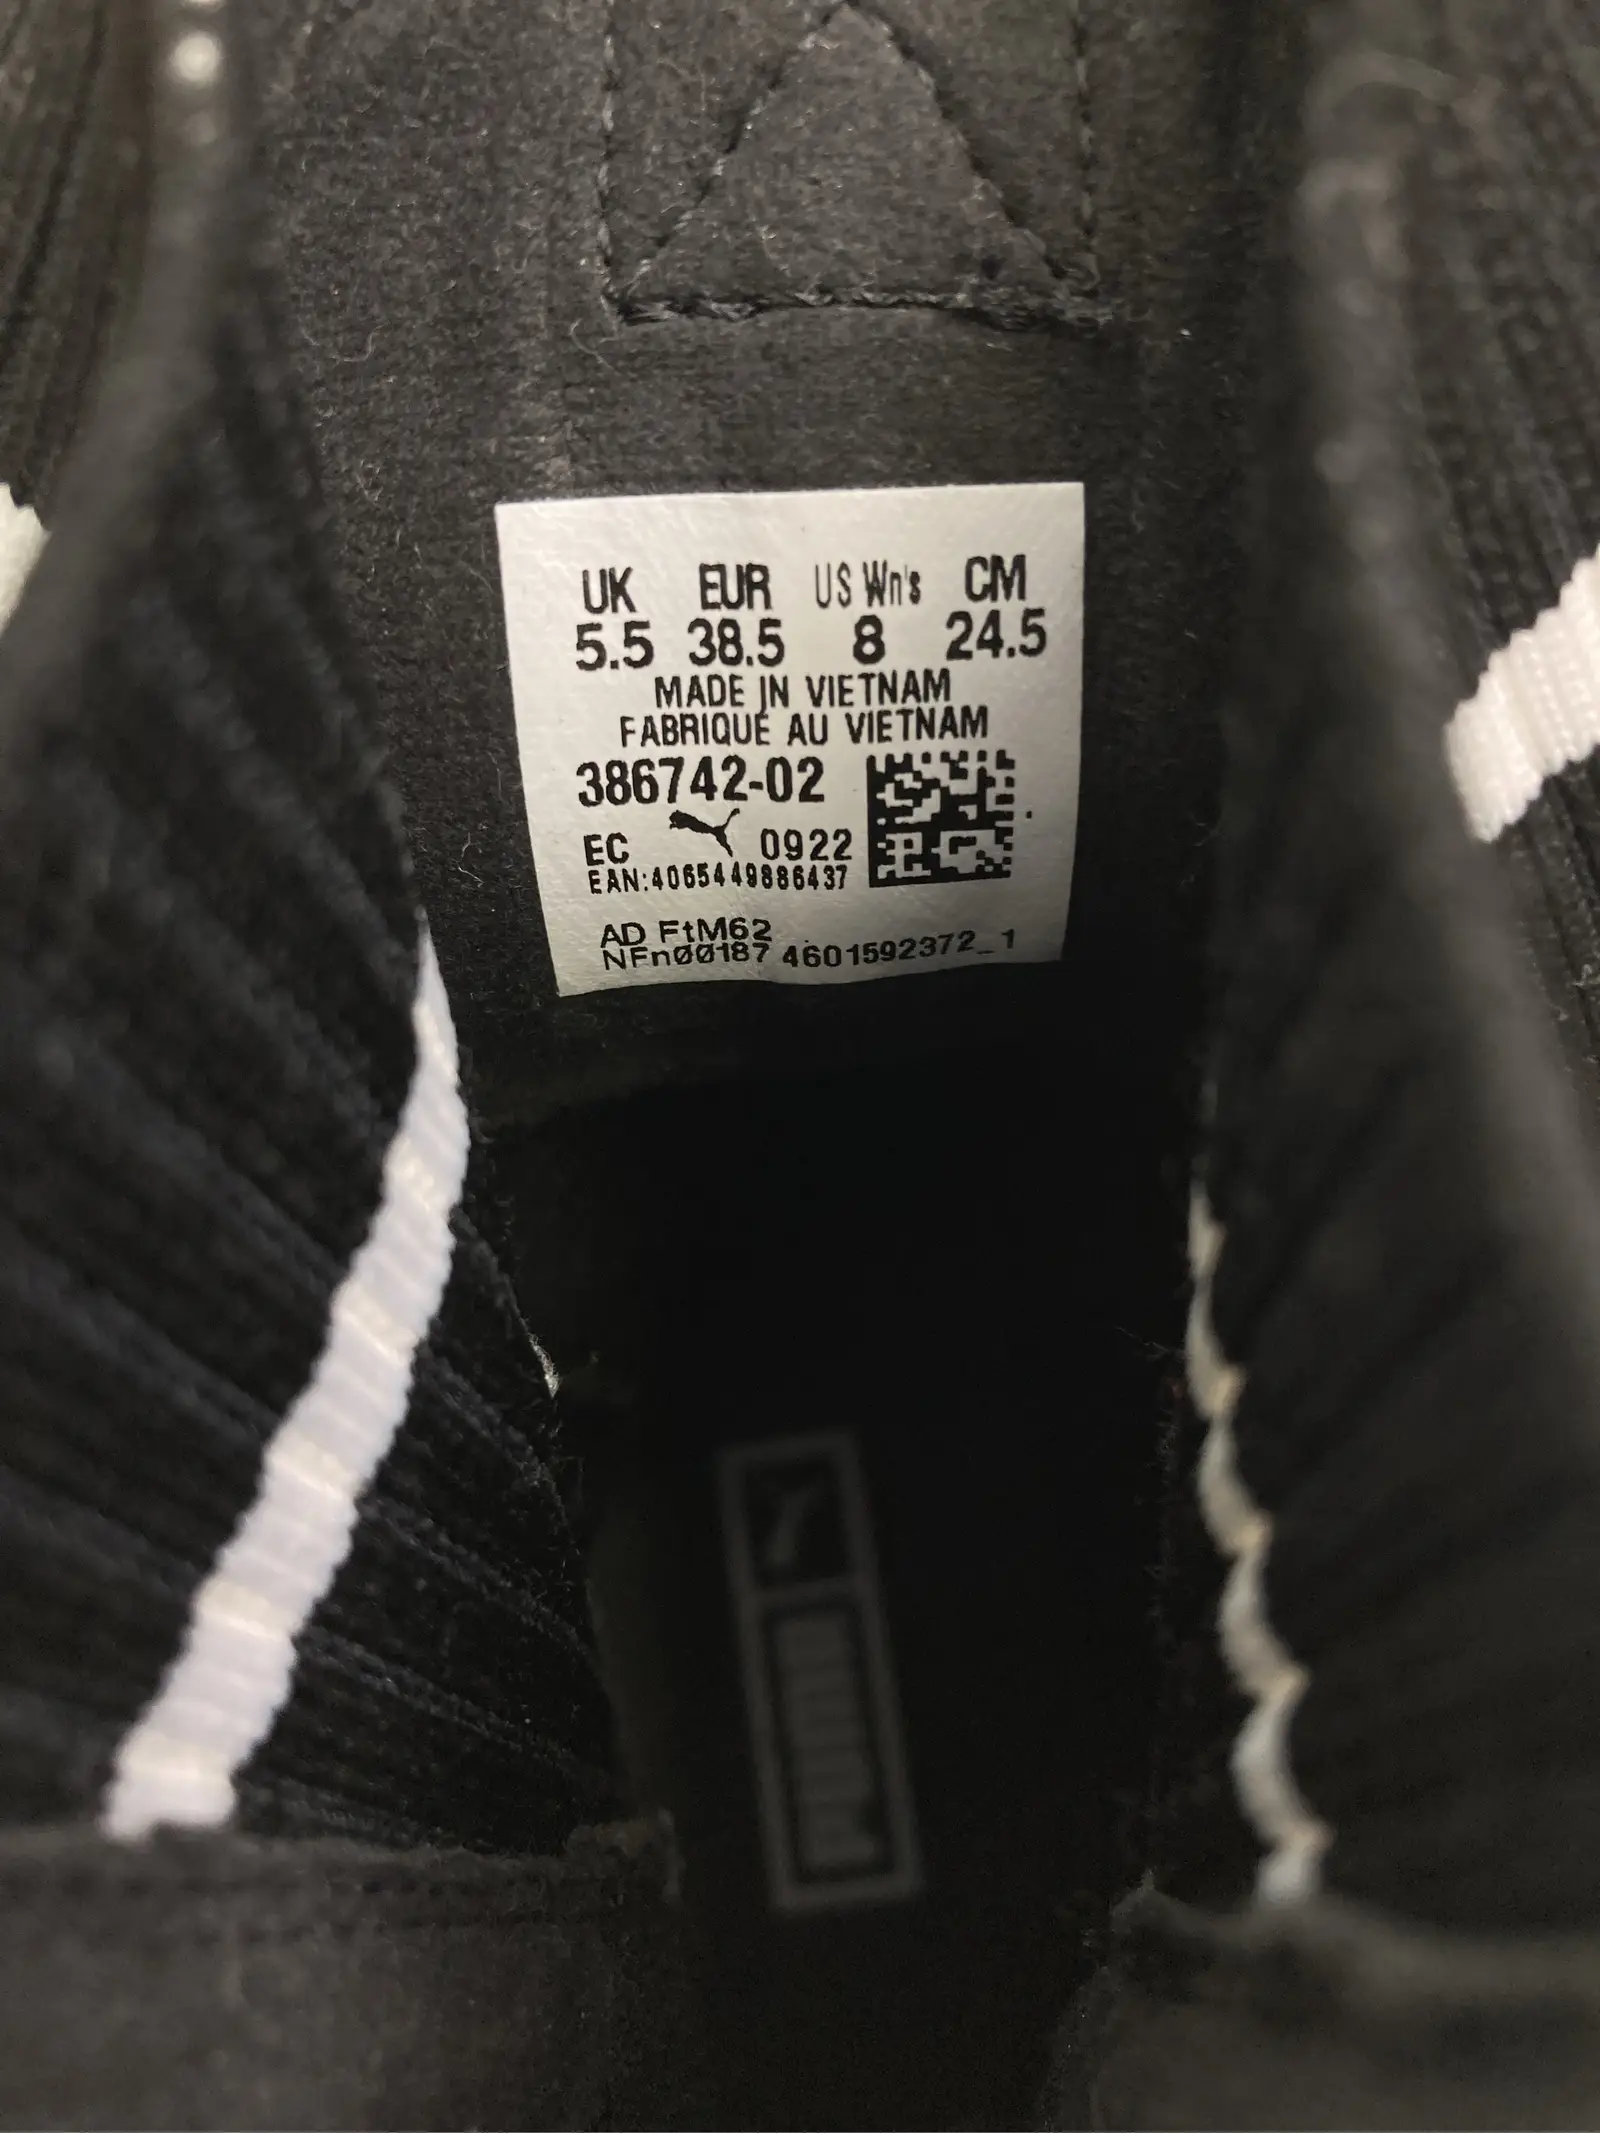 UK EUR US Wn's CM
5.5 38.5 8 24.5
MADE IN VIETNAM
FABRIQUÉ AU VIETNAM
386742-02
EC 0922
EAN:4065449886437
AD FtM62
NFnØØ187 4601592372_1